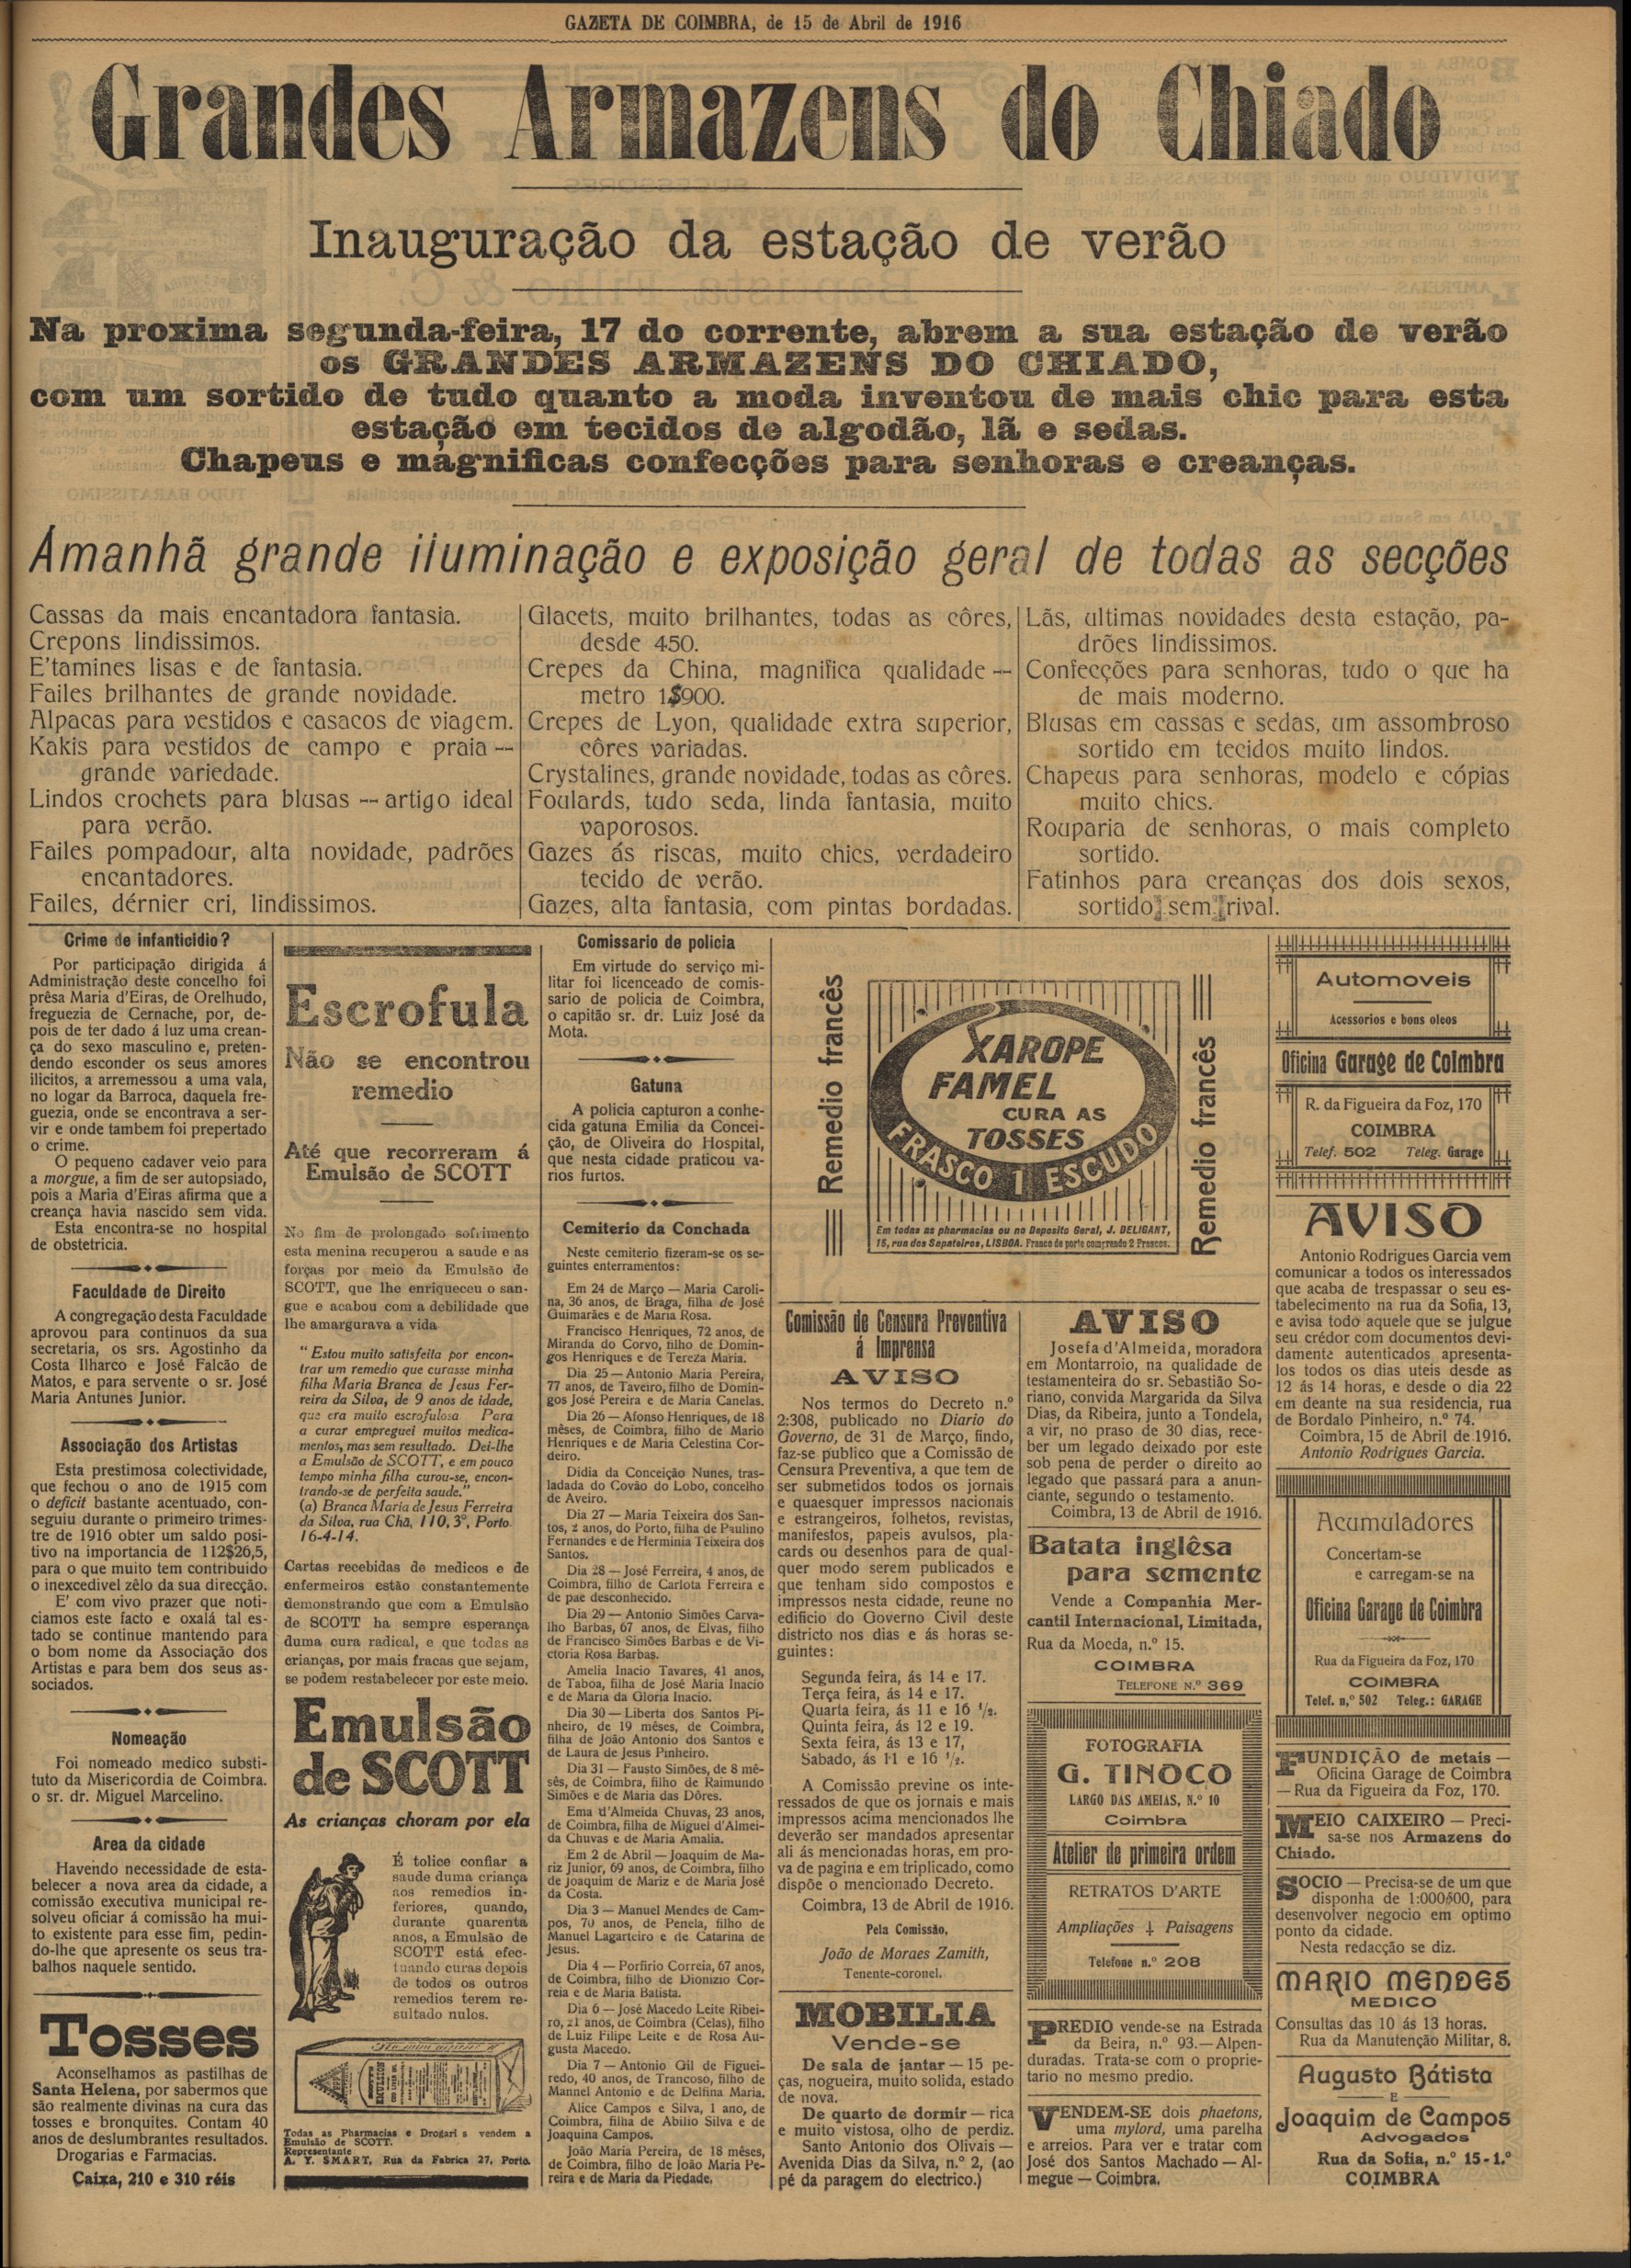 GAZETA DE COIMBRA, de 15 de Abril de 1916
Grandes Armazens do Chiado
Inauguração da estação de verão
Na proxima segunda-feira, 17 do corrente, abrem a sua estação de verão
os GRANDES ARMAZENS DO CHIADO,
com um sortido de tudo quanto a moda inventou de mais chic para esta
estação em tecidos de algodão, lã e sedas.
Chapeus e magnificas confecções para senhoras e creanças.
Amanhã grande iluminação e exposição geral de todas as secções
Cassas da mais encantadora fantasia.
Crepons lindissimos.
E'tamines lisas e de fantasia.
Failes brilhantes de grande novidade.
Alpacas para vestidos e casacos de viagem.
Kakis para vestidos de campo e praia --
grande variedade.
Lindos crochets para blusas -- artigo ideal
para verão.
Failes pompadour, alta novidade, padrões
encantadores.
Failes, dérnier cri, lindissimos.
Glacets, muito brilhantes, todas as côres,
desde 450.
Crepes da China, magnifica qualidade --
metro 1$900.
Crepes de Lyon, qualidade extra superior,
côres variadas.
Crystalines, grande novidade, todas as côres.
Foulards, tudo seda, linda fantasia, muito
vaporosos.
Gazes ás riscas, muito chics, verdadeiro
tecido de verão.
Gazes, alta fantasia, com pintas bordadas.
Lãs, ultimas novidades desta estação, pa-
drões lindissimos.
Confecções para senhoras, tudo o que ha
de mais moderno.
Blusas em cassas e sedas, um assombroso
sortido em tecidos muito lindos.
Chapeus para senhoras, modelo e cópias
muito chics.
Rouparia de senhoras, o mais completo
sortido.
Fatinhos para creanças dos dois sexos,
sortido sem rival.
Crime de infanticidio?
Por participação dirigida á
Administração deste concelho foi
prêsa Maria d'Eiras, de Orelhudo,
freguezia de Cernache, por, de-
pois de ter dado á luz uma crean-
ça do sexo masculino e, preten-
dendo esconder os seus amores
ilicitos, a arremessou a uma vala,
no logar da Barroca, daquela fre-
guezia, onde se encontrava a ser-
vir e onde tambem foi prepertado
o crime.
O pequeno cadaver veio para
a morgue, a fim de ser autopsiado,
pois a Maria d'Eiras afirma que a
creança havia nascido sem vida.
Esta encontra-se no hospital
de obstetricia.
Faculdade de Direito
A congregação desta Faculdade
aprovou para continuos da sua
secretaria, os srs. Agostinho da
Costa Ilharco e José Falcão de
Matos, e para servente o sr. José
Maria Antunes Junior.
Associação dos Artistas
Esta prestimosa colectividade,
que fechou o ano de 1915 com
o deficit bastante acentuado, con-
seguiu durante o primeiro trimes-
tre de 1916 obter um saldo posi-
tivo na importancia de 112$26,5,
para o que muito tem contribuido
o inexcedivel zêlo da sua direcção.
E' com vivo prazer que noti-
ciamos este facto e oxalá tal es-
tado se continue mantendo para
o bom nome da Associação dos
Artistas e para bem dos seus as-
sociados.
Nomeação
Foi nomeado medico substi-
tuto da Misericordia de Coimbra.
o sr. dr. Miguel Marcelino.
Area da cidade
Havendo necessidade de esta-
belecer a nova area da cidade, a
comissão executiva municipal re-
solveu oficiar á comissão ha mui-
to existente para esse fim, pedin-
do-lhe que apresente os seus tra-
balhos naquele sentido.
Tosses
Aconselhamos as pastilhas de
Santa Helena, por sabermos que
são realmente divinas na cura das
tosses e bronquites. Contam 40
anos de deslumbrantes resultados.
Drogarias e Farmacias.
Caixa, 210 e 310 réis
Escrofula
Não se encontrou
remedio
Até que recorreram á
Emulsão de SCOTT
No fim de prolongado sofrimento
esta menina recuperou a saude e as
forças por meio da Emulsão de
SCOTT, que lhe enriqueceu o san-
gue e acabou com a debilidade que
lhe amargurava a vida
"Estou muito satisfeita por encon-
trar um remedio que curasse minha
filha Maria Branca de Jesus Fer-
reira da Silva, de 9 anos de idade,
que era muito escrofulosa Para
a curar empreguei muitos medica-
mentos, mas sem resultado. Dei-lhe
a Emulsão de SCOTT, e em pouco
tempo minha filha curou-se, encon-
trando-se de perfeita saude."
(a) Branca Maria de Jesus Ferreira
da Silva, rua Chã, 110, 3º, Porto.
16-4-14.
Cartas recebidas de medicos e de
enfermeiros estão constantemente
demonstrando que com a Emulsão
de SCOTT ha sempre esperança
duma cura radical, e que todas as
crianças, por mais fracas que sejam,
se podem restabelecer por este meio.
Emulsão
de SCOTT
As crianças choram por ela
É tolice confiar a
saude duma criança
aos remedios in-
feriores, quando,
durante quarenta
anos, a Emulsão de
SCOTT está efec-
tuando curas depois
de todos os outros
remedios terem re-
sultado nulos.
Todas as Pharmacias e Drogari s vendem a
Emulsão de SCOTT.
Representante
A. Y. SMART, Rua da Fabrica 27, Porto.
Comissario de policia
Em virtude do serviço mi-
litar foi licenceado de comis-
sario de policia de Coimbra,
o capitão sr. dr. Luiz José da
Mota.
Gatuna
A policia capturon a conhe-
cida gatuna Emilia da Concei-
ção, de Oliveira do Hospital,
que nesta cidade praticou va-
rios furtos.
Cemiterio da Conchada
Neste cemiterio fizeram-se os se-
guintes enterramentos:
Em 24 de Março — Maria Caroli-
na, 36 anos, de Braga, filha de José
Guimarães e de Maria Rosa.
Francisco Henriques, 72 anos, de
Miranda do Corvo, filho de Domin-
gos Henriques e de Tereza Maria.
Dia 25 — Antonio Maria Pereira,
77 anos, de Taveiro, filho de Domin-
gos José Pereira e de Maria Canelas.
Dia 26 — Afonso Henriques, de 18
mêses, de Coimbra, filho de Mario
Henriques e de Maria Celestina Cor-
deiro.
Didia da Conceição Nunes, tras-
ladada do Covão do Lobo, concelho
de Aveiro.
Dia 27 — Maria Teixeira dos San-
tos, 2 anos, do Porto, filha de Paulino
Fernandes e de Herminia Teixeira dos
Santos.
Dia 28 — José Ferreira, 4 anos, de
Coimbra, filho de Carlota Ferreira e
de pae desconhecido.
Dia 29 — Antonio Simões Carva-
lho Barbas, 67 anos, de Elvas, filho
de Francisco Simões Barbas e de Vi-
ctoria Rosa Barbas.
Amelia Inacio Tavares, 41 anos,
de Taboa, filha de José Maria Inacio
e de Maria da Gloria Inacio.
Dia 30 — Liberta dos Santos Pi-
nheiro, de 19 mêses, de Coimbra,
filha de João Antonio dos Santos e
de Laura de Jesus Pinheiro.
Dia 31 — Fausto Simões, de 8 mê-
sês, de Coimbra, filho de Raimundo
Simões e de Maria das Dôres.
Ema d'Almeida Chuvas, 23 anos,
de Coimbra, filha de Miguel d'Almei-
da Chuvas e de Maria Amalia.
Em 2 de Abril — Joaquim de Ma-
riz Junior, 69 anos, de Coimbra, filho
de Joaquim de Mariz e de Maria José
da Costa.
Dia 3 — Manuel Mendes de Cam-
pos, 70 anos, de Penela, filho de
Manuel Lagarteiro e de Catarina de
Jesus.
Dia 4 — Porfirio Correia, 67 anos,
de Coimbra, filho de Dionizio Cor-
reia e de Maria Batista.
Dia 6 — José Macedo Leite Ribei-
ro, 21 anos, de Coimbra (Celas), filho
de Luiz Filipe Leite e de Rosa Au-
gusta Macedo.
Dia 7 — Antonio Gil de Figuei-
redo, 40 anos, de Trancoso, filho de
Mannel Antonio e de Delfina Maria.
Alice Campos e Silva, 1 ano, de
Coimbra, filha de Abilio Silva e de
Joaquina Campos.
João Maria Pereira, de 18 mêses,
de Coimbra, filho de João Maria Pe-
reira e de Maria da Piedade.
Remedio francês
XAROPE
FAMEL
CURA AS
TOSSES
FRASCO 1 ESCUDO
Em todas as pharmacias ou no Deposito Geral, J. DELIGANT,
15, rua dos Sapateiros, LISBOA. Franco de porte comprando 2 Frascos.
Remedio francês
Comissão de Censura Preventiva
á Imprensa
AVISO
Nos termos do Decreto n.º
2:308, publicado no Diario do
Governo, de 31 de Março, findo,
faz-se publico que a Comissão de
Censura Preventiva, a que tem de
ser submetidos todos os jornais
e quaesquer impressos nacionais
e estrangeiros, folhetos, revistas,
manifestos, papeis avulsos, pla-
cards ou desenhos para de qual-
quer modo serem publicados e
que tenham sido compostos e
impressos nesta cidade, reune no
edificio do Governo Civil deste
districto nos dias e ás horas se-
guintes:
Segunda feira, ás 14 e 17.
Terça feira, ás 14 e 17.
Quarta feira, ás 11 e 16 1/2.
Quinta feira, ás 12 e 19.
Sexta feira, ás 13 e 17,
Sabado, ás 11 e 16 1/2.
A Comissão previne os inte-
ressados de que os jornais e mais
impressos acima mencionados lhe
deverão ser mandados apresentar
ali ás mencionadas horas, em pro-
va de pagina e em triplicado, como
dispõe o mencionado Decreto.
Coimbra, 13 de Abril de 1916.
Pela Comissão,
João de Moraes Zamith,
Tenente-coronel.
MOBILIA
Vende-se
De sala de jantar — 15 pe-
ças, nogueira, muito solida, estado
de nova.
De quarto de dormir — rica
e muito vistosa, olho de perdiz.
Santo Antonio dos Olivais —
Avenida Dias da Silva, n.º 2, (ao
pé da paragem do electrico.)
AVISO
Josefa d'Almeida, moradora
em Montarroio, na qualidade de
testamenteira do sr. Sebastião So-
riano, convida Margarida da Silva
Dias, da Ribeira, junto a Tondela,
a vir, no praso de 30 dias, rece-
ber um legado deixado por este
sob pena de perder o direito ao
legado que passará para a anun-
ciante, segundo o testamento.
Coimbra, 13 de Abril de 1916.
Batata inglêsa
para semente
Vende a Companhia Mer-
cantil Internacional, Limitada,
Rua da Moeda, n.º 15.
COIMBRA
TELEFONE N.º 369
FOTOGRAFIA
G. TINOCO
LARGO DAS AMEIAS, N.º 10
Coimbra
Atelier de primeira ordem
RETRATOS D'ARTE
Ampliações Paisagens
Telefone n.º 208
PREDIO vende-se na Estrada
da Beira, n.º 93.—Alpen-
duradas. Trata-se com o proprie-
tario no mesmo predio.
VENDEM-SE dois phaetons,
uma mylord, uma parelha
e arreios. Para ver e tratar com
José dos Santos Machado — Al-
megue — Coimbra.
Automoveis
Acessorios e bons oleos
Oficina Garage de Coimbra
R. da Figueira da Foz, 170
COIMBRA
Telef. 502 Teleg. Garage
AVISO
Antonio Rodrigues Garcia vem
comunicar a todos os interessados
que acaba de trespassar o seu es-
tabelecimento na rua da Sofia, 13,
e avisa todo aquele que se julgue
seu crédor com documentos devi-
damente autenticados apresenta-
los todos os dias uteis desde as
12 ás 14 horas, e desde o dia 22
em deante na sua residencia, rua
de Bordalo Pinheiro, n.º 74.
Coimbra, 15 de Abril de 1916.
Antonio Rodrigues Garcia.
Acumuladores
Concertam-se
e carregam-se na
Oficina Garage de Coimbra
Rua da Figueira da Foz, 170
COIMBRA
Telef. n,º 502 Teleg.: GARAGE
FUNDIÇÃO de metais —
Oficina Garage de Coimbra
— Rua da Figueira da Foz, 170.
MEIO CAIXEIRO — Preci-
sa-se nos Armazens do
Chiado.
SOCIO — Precisa-se de um que
disponha de 1:000$00, para
desenvolver negocio em optimo
ponto da cidade.
Nesta redacção se diz.
MARIO MENDES
MEDICO
Consultas das 10 ás 13 horas.
Rua da Manutenção Militar, 8.
Augusto Bátista
E
Joaquim de Campos
Advogados
Rua da Sofia, n.º 15-1.º
COIMBRA